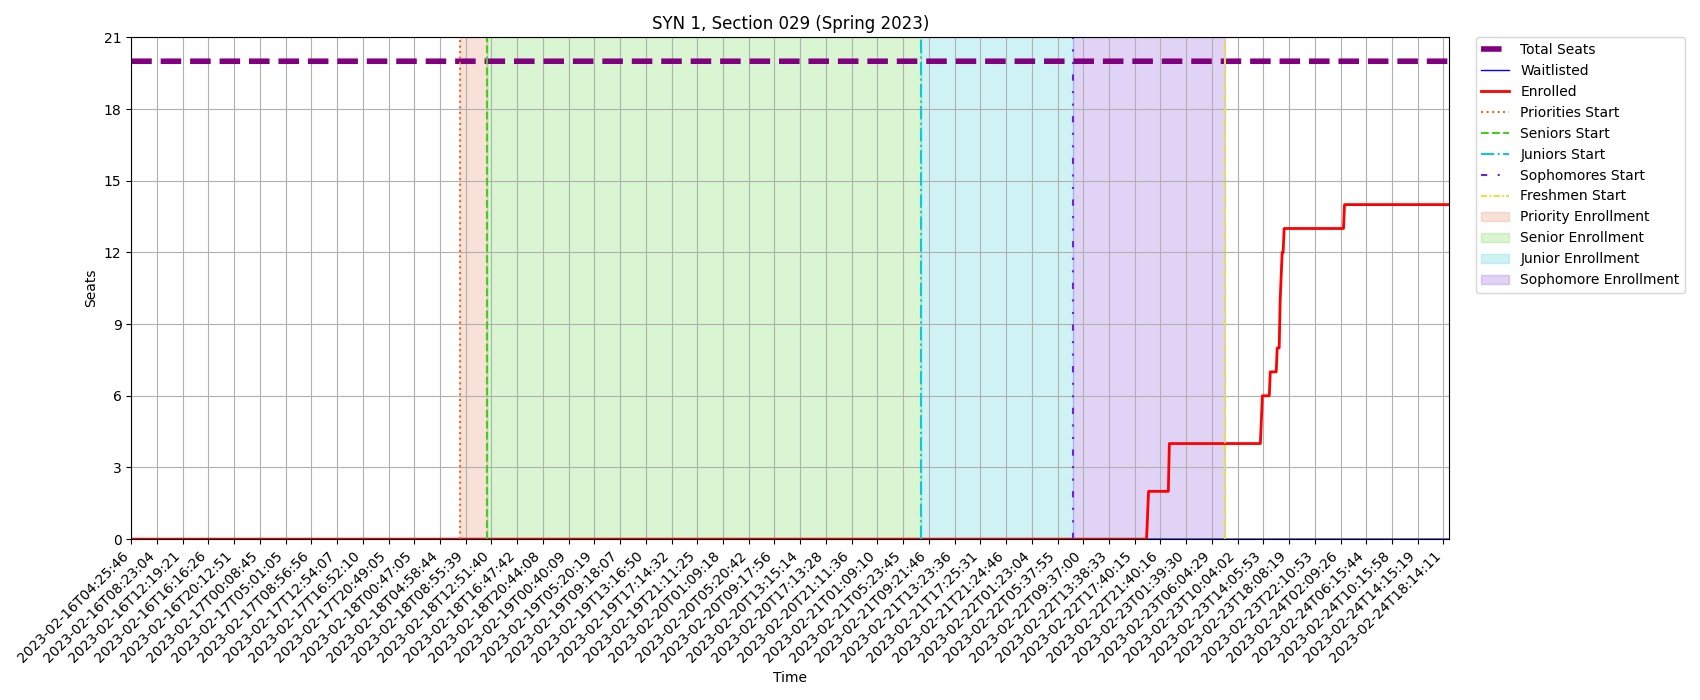 SYN 1, Section 029 (Spring 2023)
21
18
15
12
9
6
3
0
Seats
2023-02-16T04:25:46
2023-02-16T08:23:04
2023-02-16T12:19:21
2023-02-16T16:16:26
2023-02-16T20:12:51
2023-02-17T00:08:45
2023-02-17T05:01:05
2023-02-17T08:56:56
2023-02-17T12:54:07
2023-02-17T16:52:10
2023-02-17T20:49:05
2023-02-18T00:47:05
2023-02-18T04:58:44
2023-02-18T08:55:39
2023-02-18T12:51:40
2023-02-18T16:47:42
2023-02-18T20:44:08
2023-02-19T00:40:09
2023-02-19T05:20:19
2023-02-19T09:18:07
2023-02-19T13:16:50
2023-02-19T17:14:32
2023-02-19T21:11:25
2023-02-20T01:09:18
2023-02-20T05:20:42
2023-02-20T09:17:56
2023-02-20T13:15:14
2023-02-20T17:13:28
2023-02-20T21:11:36
2023-02-21T01:09:10
2023-02-21T05:23:45
2023-02-21T09:21:46
2023-02-21T13:23:36
2023-02-21T17:25:31
2023-02-21T21:24:46
2023-02-22T01:23:04
2023-02-22T05:37:55
2023-02-22T09:37:00
2023-02-22T13:38:33
2023-02-22T17:40:15
2023-02-22T21:40:16
2023-02-23T01:39:30
2023-02-23T06:04:29
2023-02-23T10:04:02
2023-02-23T14:05:53
2023-02-23T18:08:19
2023-02-23T22:10:53
2023-02-24T02:09:26
2023-02-24T06:15:44
2023-02-24T10:15:58
2023-02-24T14:15:19
2023-02-24T18:14:11
Time
Total Seats
Waitlisted
Enrolled
Priorities Start
Seniors Start
Juniors Start
Sophomores Start
Freshmen Start
Priority Enrollment
Senior Enrollment
Junior Enrollment
Sophomore Enrollment